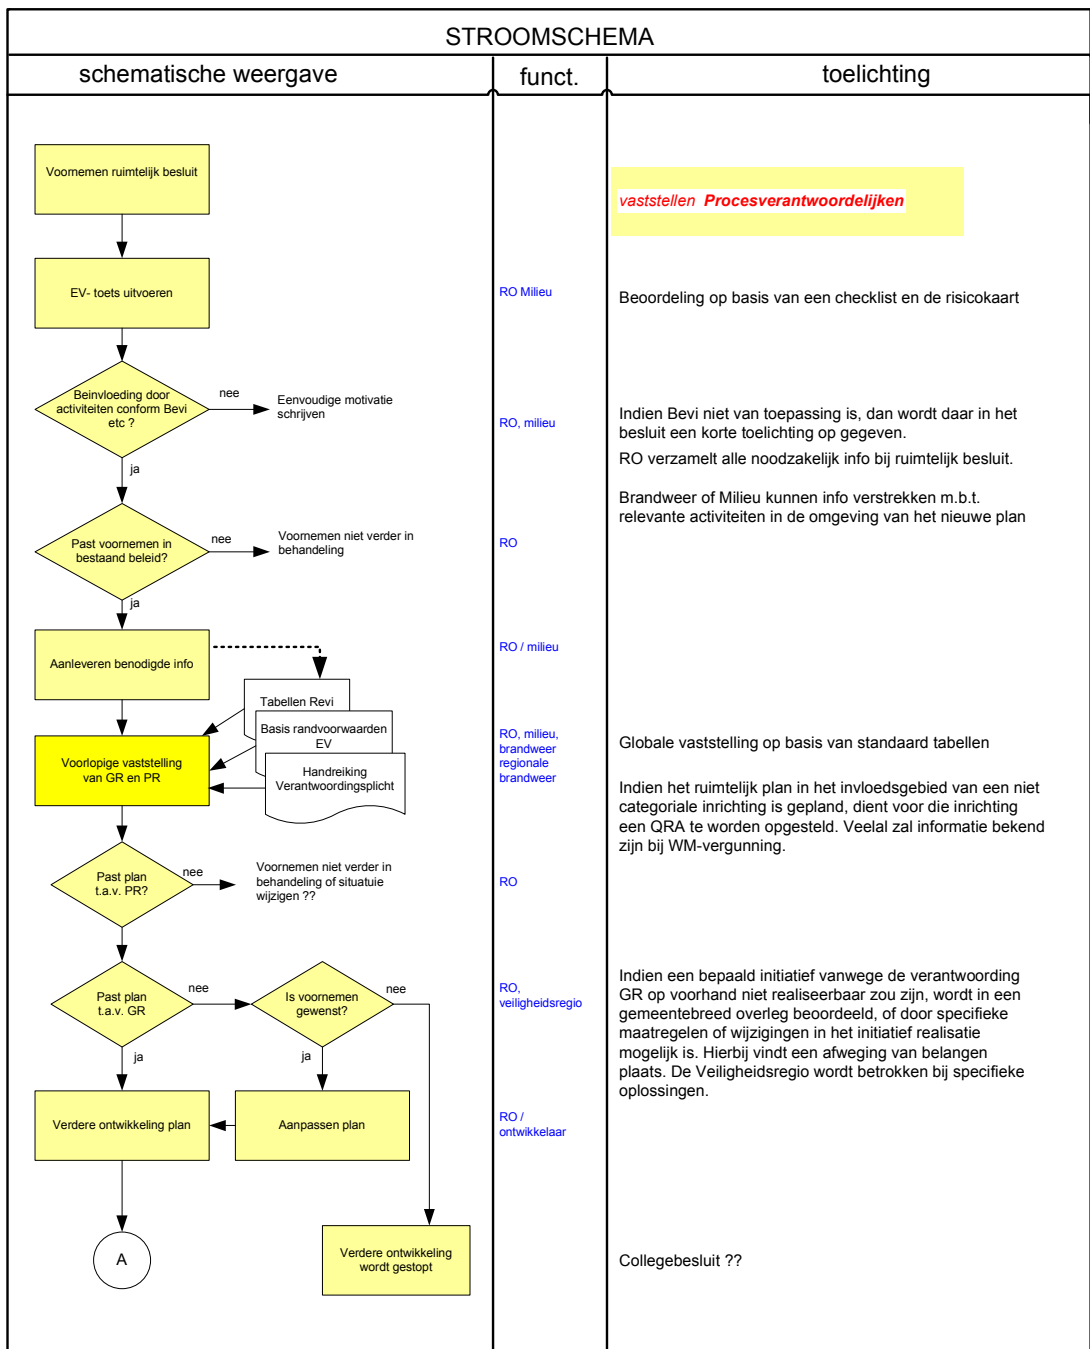 STROOMSCHEMA
schematische weergave
funct.
toelichting
Voornemen ruimtelijk besluit
vaststellen Procesverantwoordelijken
EV- toets uitvoeren
RO Milieu
Beoordeling op basis van een checklist en de risicokaart
Beinvloeding door
activiteiten conform Bevi
etc ?
nee
Eenvoudige motivatie
schrijven
ja
RO, milieu
Indien Bevi niet van toepassing is, dan wordt daar in het
besluit een korte toelichting op gegeven.
RO verzamelt alle noodzakelijk info bij ruimtelijk besluit.
Brandweer of Milieu kunnen info verstrekken m.b.t.
relevante activiteiten in de omgeving van het nieuwe plan
Past voornemen in
bestaand beleid?
nee
Voornemen niet verder in
behandeling
ja
RO
Aanleveren benodigde info
RO / milieu
Tabellen Revi
Basis randvoorwaarden
EV
Handreiking
Verantwoordingsplicht
Voorlopige vaststelling
van GR en PR
RO, milieu,
brandweer
regionale
brandweer
Globale vaststelling op basis van standaard tabellen
Indien het ruimtelijk plan in het invloedsgebied van een niet
categoriale inrichting is gepland, dient voor die inrichting
een QRA te worden opgesteld. Veelal zal informatie bekend
zijn bij WM-vergunning.
Past plan
t.a.v. PR?
nee
Voornemen niet verder in
behandeling of situatuie
wijzigen ??
RO
Past plan
t.a.v. GR
nee
Is voornemen
gewenst?
nee
ja
ja
RO,
veiligheidsregio
Indien een bepaald initiatief vanwege de verantwoording
GR op voorhand niet realiseerbaar zou zijn, wordt in een
gemeentebreed overleg beoordeeld, of door specifieke
maatregelen of wijzigingen in het initiatief realisatie
mogelijk is. Hierbij vindt een afweging van belangen
plaats. De Veiligheidsregio wordt betrokken bij specifieke
oplossingen.
Verdere ontwikkeling plan
Aanpassen plan
RO /
ontwikkelaar
A
Verdere ontwikkeling
wordt gestopt
Collegebesluit ??